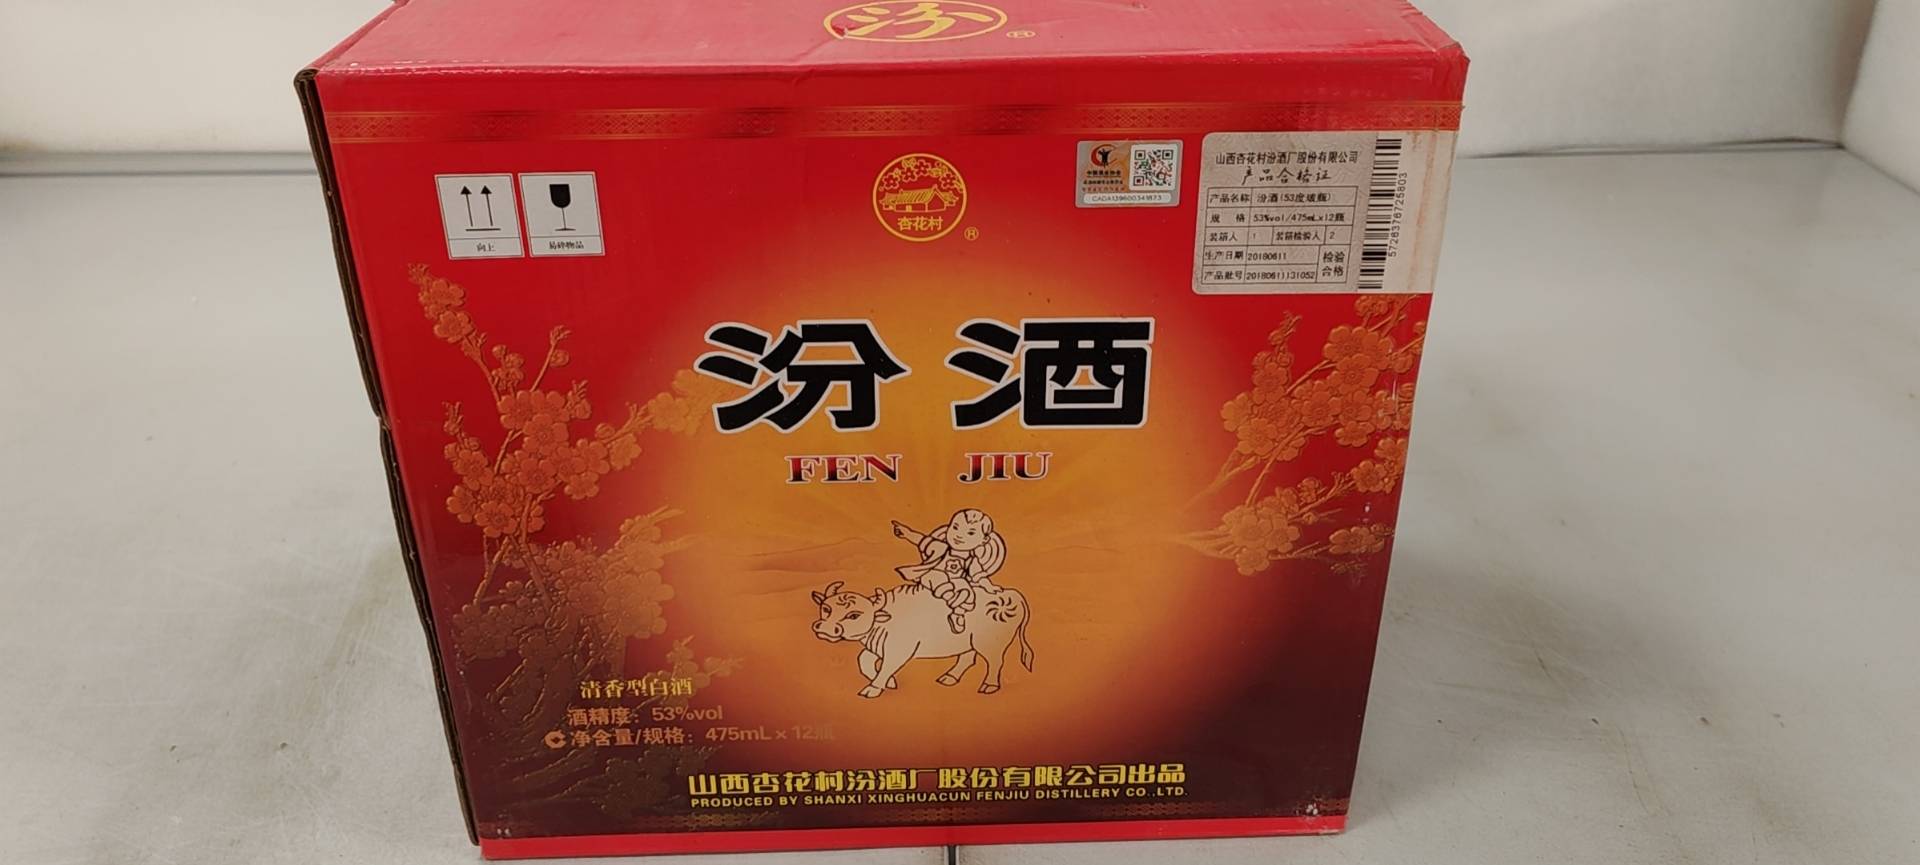 汾
®
向上
易碎物品
杏花村
®
CADA139600341873
山西杏花村汾酒厂股份有限公司
产品合格证
产品名称 汾酒(53度玻瓶)
规 格 53%vol/475mL×12瓶
装箱人 1 装箱检验人 2
生产日期 20180611 检验
产品批号 20180611131052 合格
572637676725803
汾酒
FEN JIU
清香型白酒
酒精度：53%vol
净含量/规格：475mL×12瓶
山西杏花村汾酒厂股份有限公司出品
PRODUCED BY SHANXI XINGHUACUN FENJIU DISTILLERY CO.,LTD.